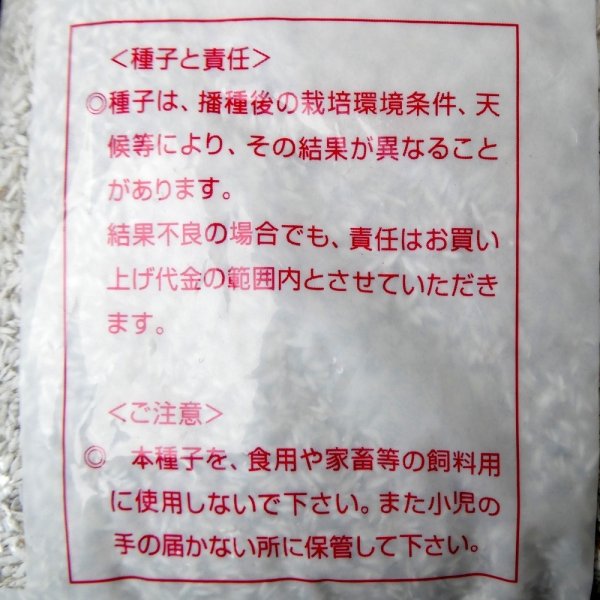 ＜種子と責任＞
◎種子は、播種後の栽培環境条件、天
候等により、その結果が異なること
があります。
結果不良の場合でも、責任はお買い
上げ代金の範囲内とさせていただき
ます。
＜ご注意＞
◎　本種子を、食用や家畜等の飼料用
に使用しないで下さい。また小児の
手の届かない所に保管して下さい。